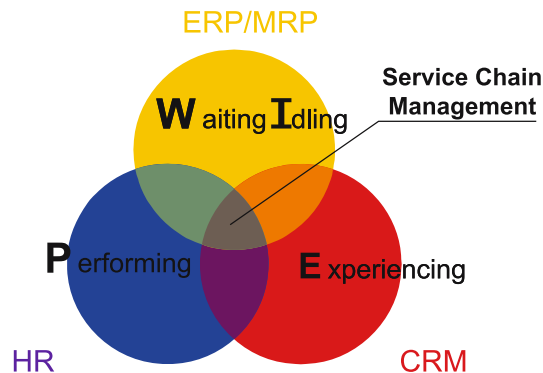 ERP/MRP
Service Chain
Management
Waiting Idling
Performing
Experiencing
HR
CRM